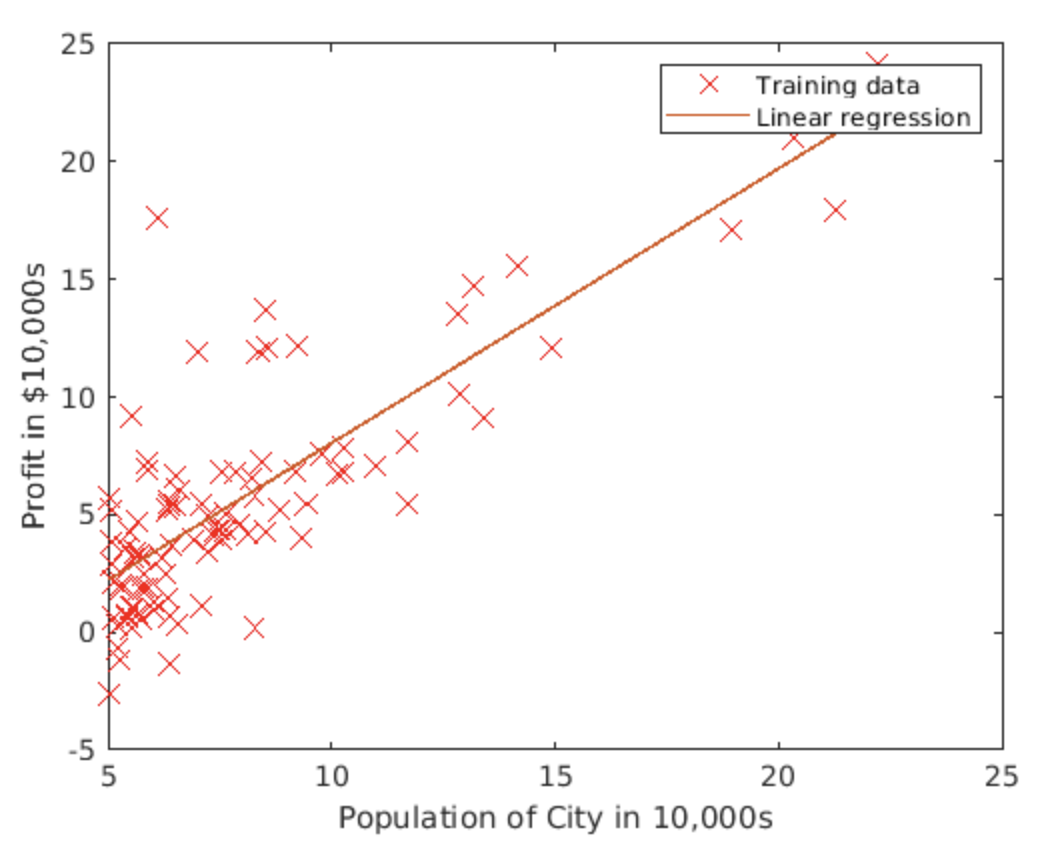 25
20
15
10
5
0
-5
Profit in $10,000s
Training data
Linear regression
5 10 15 20 25
Population of City in 10,000s